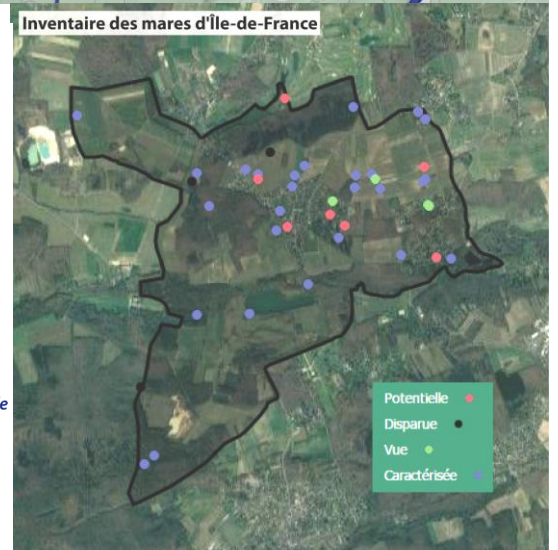 Inventaire des mares d'Île-de-France
e
Potentielle
Disparue
Vue
Caractérisée